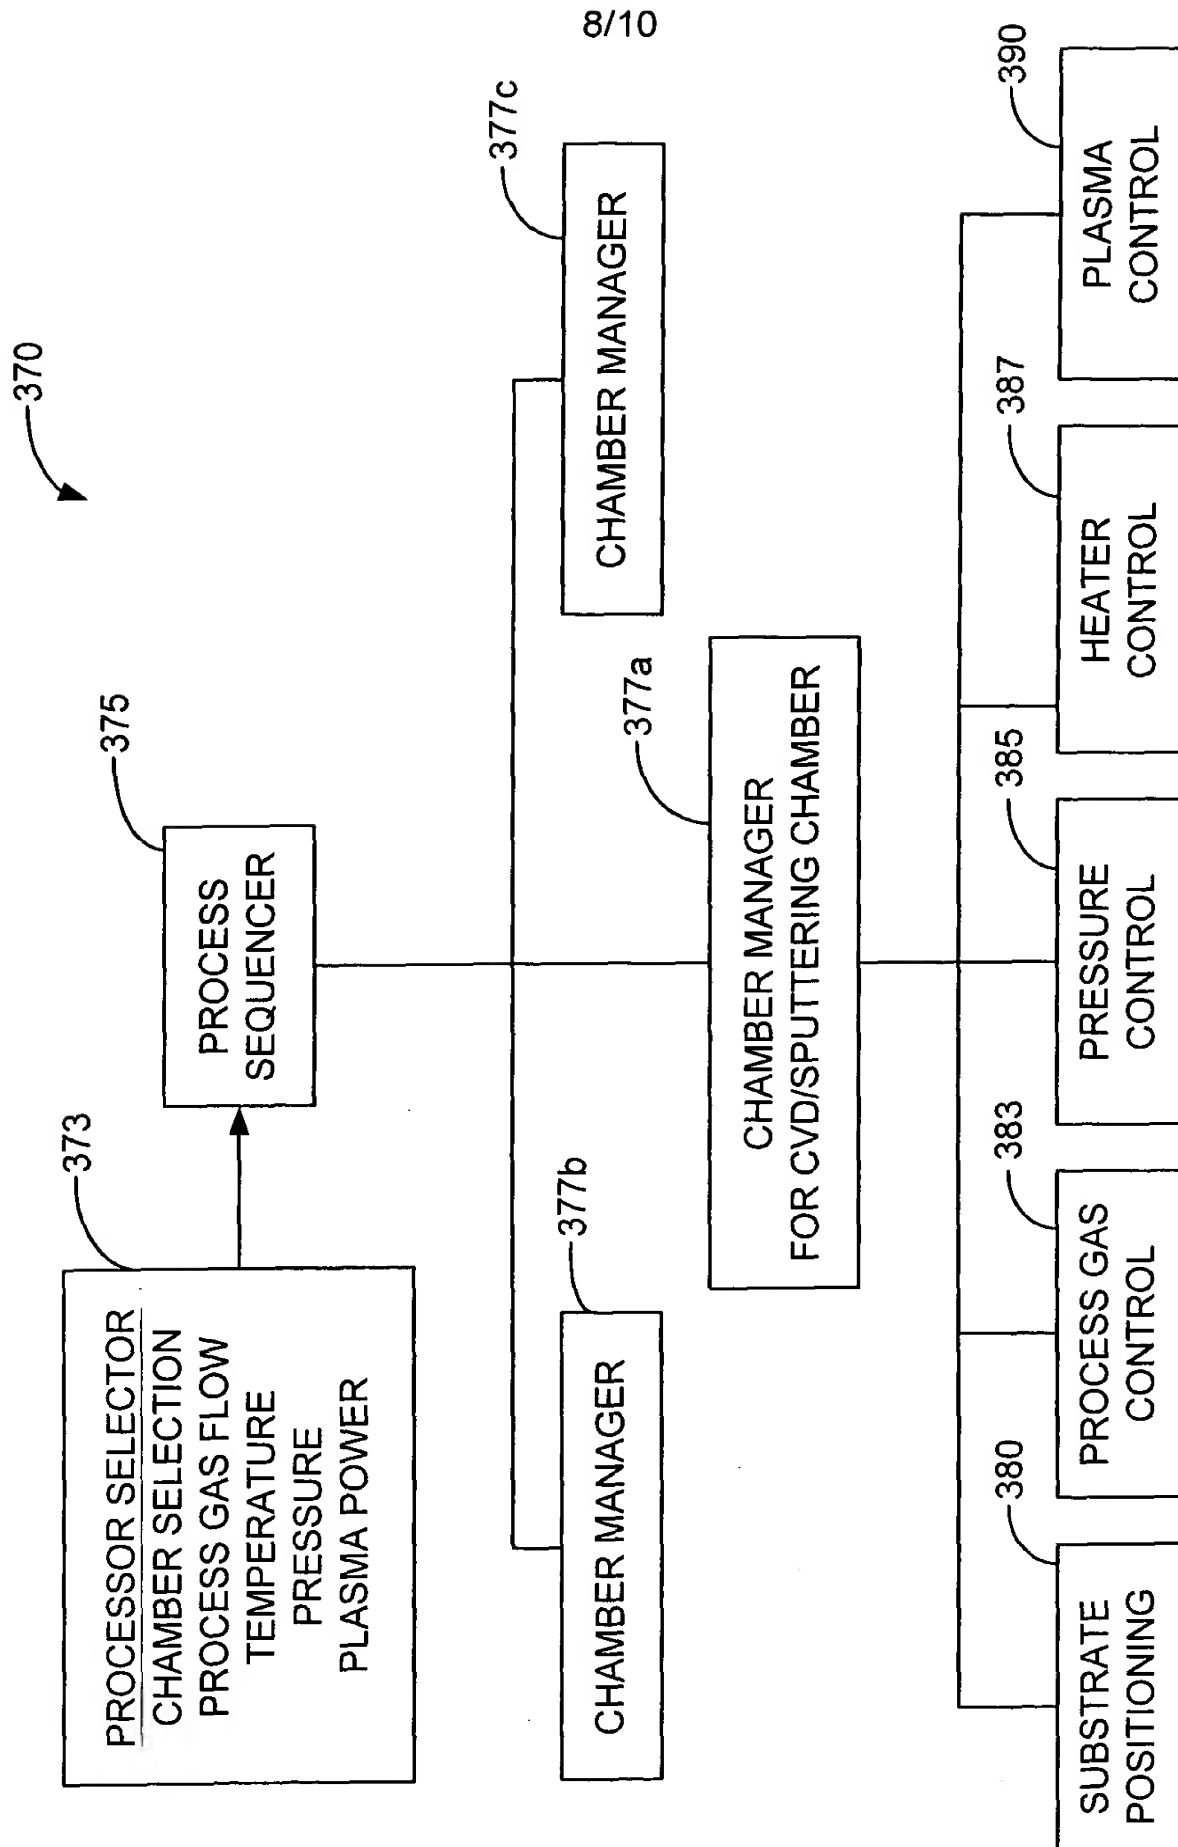 8/10
370
373
PROCESSOR SELECTOR
CHAMBER SELECTION
PROCESS GAS FLOW
TEMPERATURE
PRESSURE
PLASMA POWER
375
PROCESS
SEQUENCER
377b
CHAMBER MANAGER
377c
CHAMBER MANAGER
377a
CHAMBER MANAGER
FOR CVD/SPUTTERING CHAMBER
380
SUBSTRATE
POSITIONING
383
PROCESS GAS
CONTROL
385
PRESSURE
CONTROL
387
HEATER
CONTROL
390
PLASMA
CONTROL